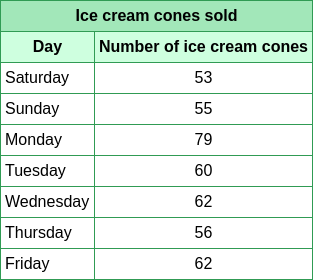 Ice cream cones sold
Day Number of ice cream cones
Saturday 53
Sunday 55
Monday 79
Tuesday 60
Wednesday 62
Thursday 56
Friday 62